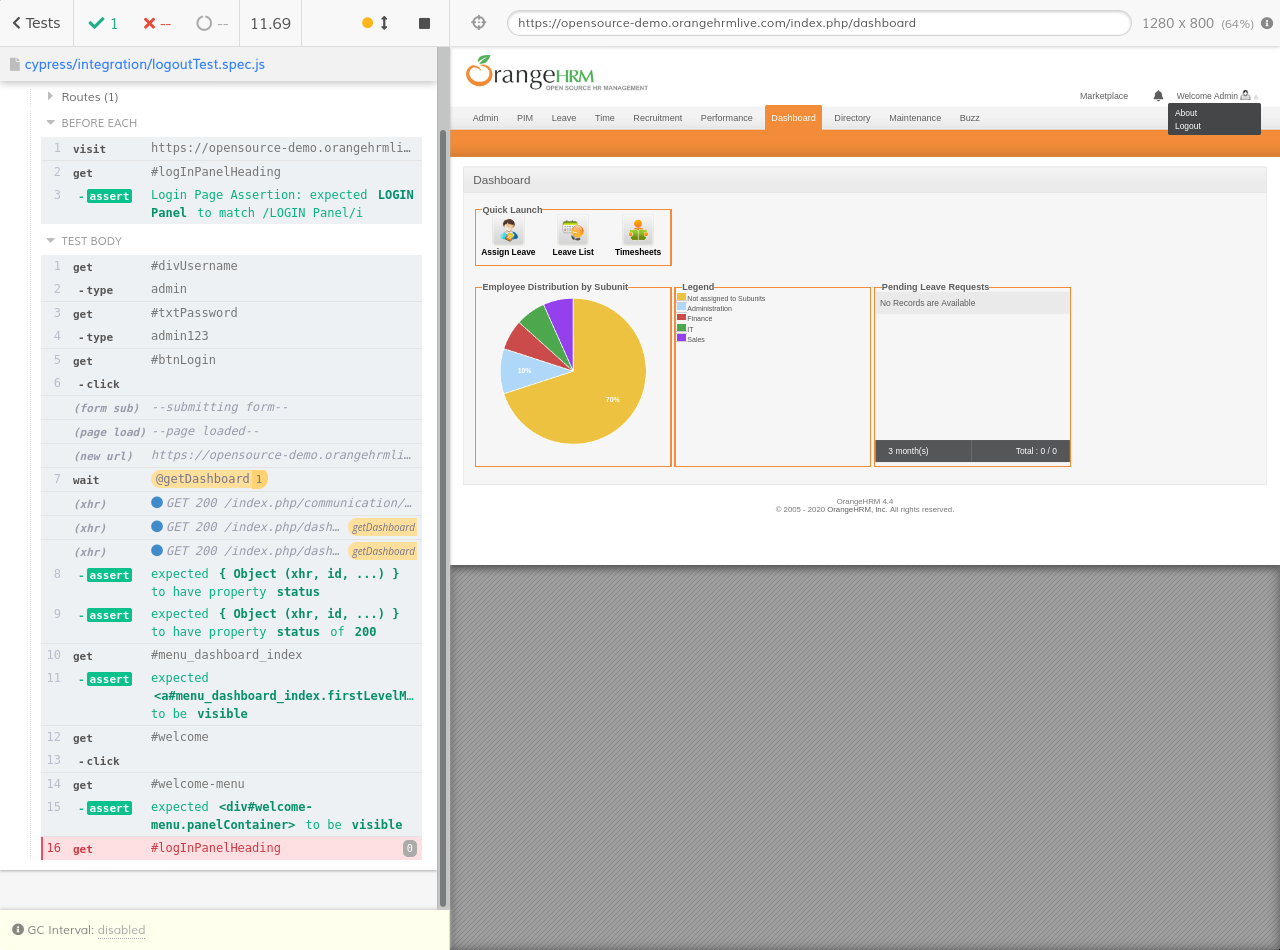 Tests
1
--
--
11.69
cypress/integration/logoutTest.spec.js
Routes (1)
BEFORE EACH
1 visit https://opensource-demo.orangehrmli…
2 get #logInPanelHeading
3 - assert Login Page Assertion: expected LOGIN
Panel to match /LOGIN Panel/i
TEST BODY
1 get #divUsername
2 - type admin
3 get #txtPassword
4 - type admin123
5 get #btnLogin
6 - click
(form sub) --submitting form--
(page load) --page loaded--
(new url) https://opensource-demo.orangehrmli…
7 wait @getDashboard 1
(xhr) GET 200 /index.php/communication/…
(xhr) GET 200 /index.php/dash… getDashboard
(xhr) GET 200 /index.php/dash… getDashboard
8 - assert expected { Object (xhr, id, ...) }
to have property status
9 - assert expected { Object (xhr, id, ...) }
to have property status of 200
10 get #menu_dashboard_index
11 - assert expected
<a#menu_dashboard_index.firstLevelM…
to be visible
12 get #welcome
13 - click
14 get #welcome-menu
15 - assert expected <div#welcome-
menu.panelContainer> to be visible
16 get #logInPanelHeading 0
GC Interval: disabled
https://opensource-demo.orangehrmlive.com/index.php/dashboard
1280 x 800 (64%)
OrangeHRM
OPEN SOURCE HR MANAGEMENT
Marketplace Welcome Admin
About
Logout
Admin PIM Leave Time Recruitment Performance Dashboard Directory Maintenance Buzz
Dashboard
Quick Launch
Assign Leave Leave List Timesheets
Employee Distribution by Subunit
10%
70%
Legend
Not assigned to Subunits
Administration
Finance
IT
Sales
Pending Leave Requests
No Records are Available
3 month(s) Total : 0 / 0
OrangeHRM 4.4
© 2005 - 2020 OrangeHRM, Inc. All rights reserved.